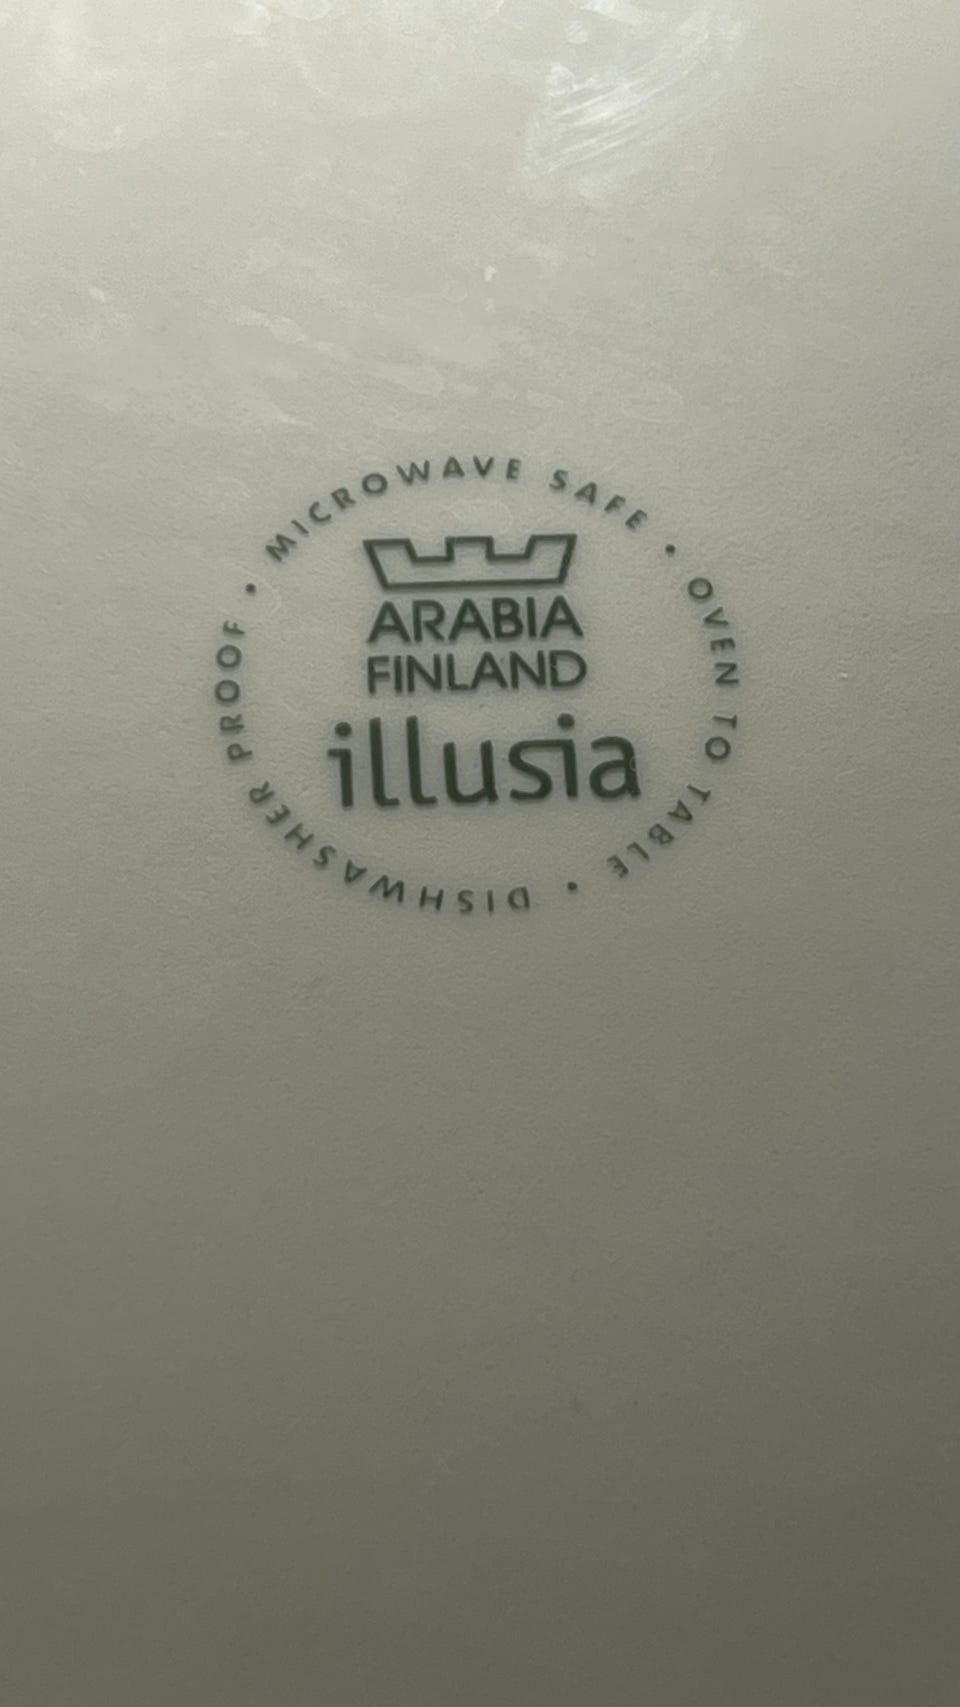 MICROWAVE SAFE • OVEN TO TABLE • DISHWASHER PROOF •
ARABIA
FINLAND
illusia